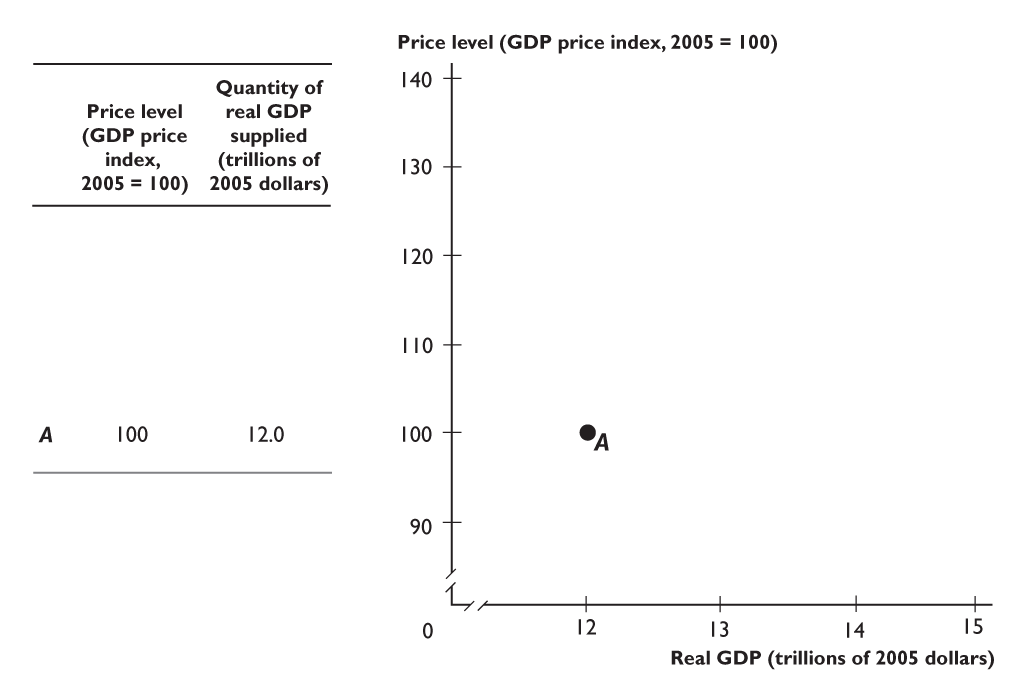 Price level (GDP price index, 2005 = 100)
Quantity of
Price level real GDP
(GDP price supplied
index, (trillions of
2005 = 100) 2005 dollars)
A 100 12.0
140
130
120
110
100
A
90
0
12 13 14 15
Real GDP (trillions of 2005 dollars)